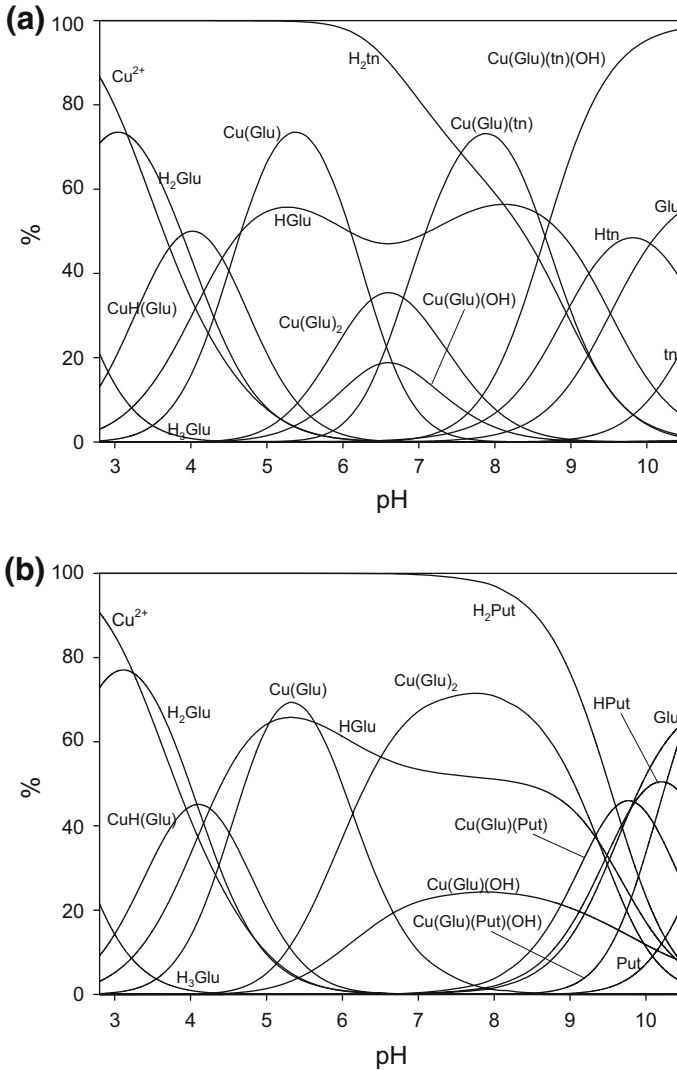 (a)
100
80
60
40
20
0
%
Cu²⁺
H₂Glu
CuH(Glu)
H₃Glu
Cu(Glu)
HGlu
Cu(Glu)₂
H₂tn
Cu(Glu)(tn)
Cu(Glu)(OH)
Cu(Glu)(tn)(OH)
Htn
Glu
tn
3 4 5 6 7 8 9 10
pH
(b)
100
80
60
40
20
0
%
Cu²⁺
H₂Glu
CuH(Glu)
H₃Glu
Cu(Glu)
HGlu
Cu(Glu)₂
H₂Put
HPut
Glu
Cu(Glu)(Put)
Cu(Glu)(OH)
Cu(Glu)(Put)(OH)
Put
3 4 5 6 7 8 9 10
pH